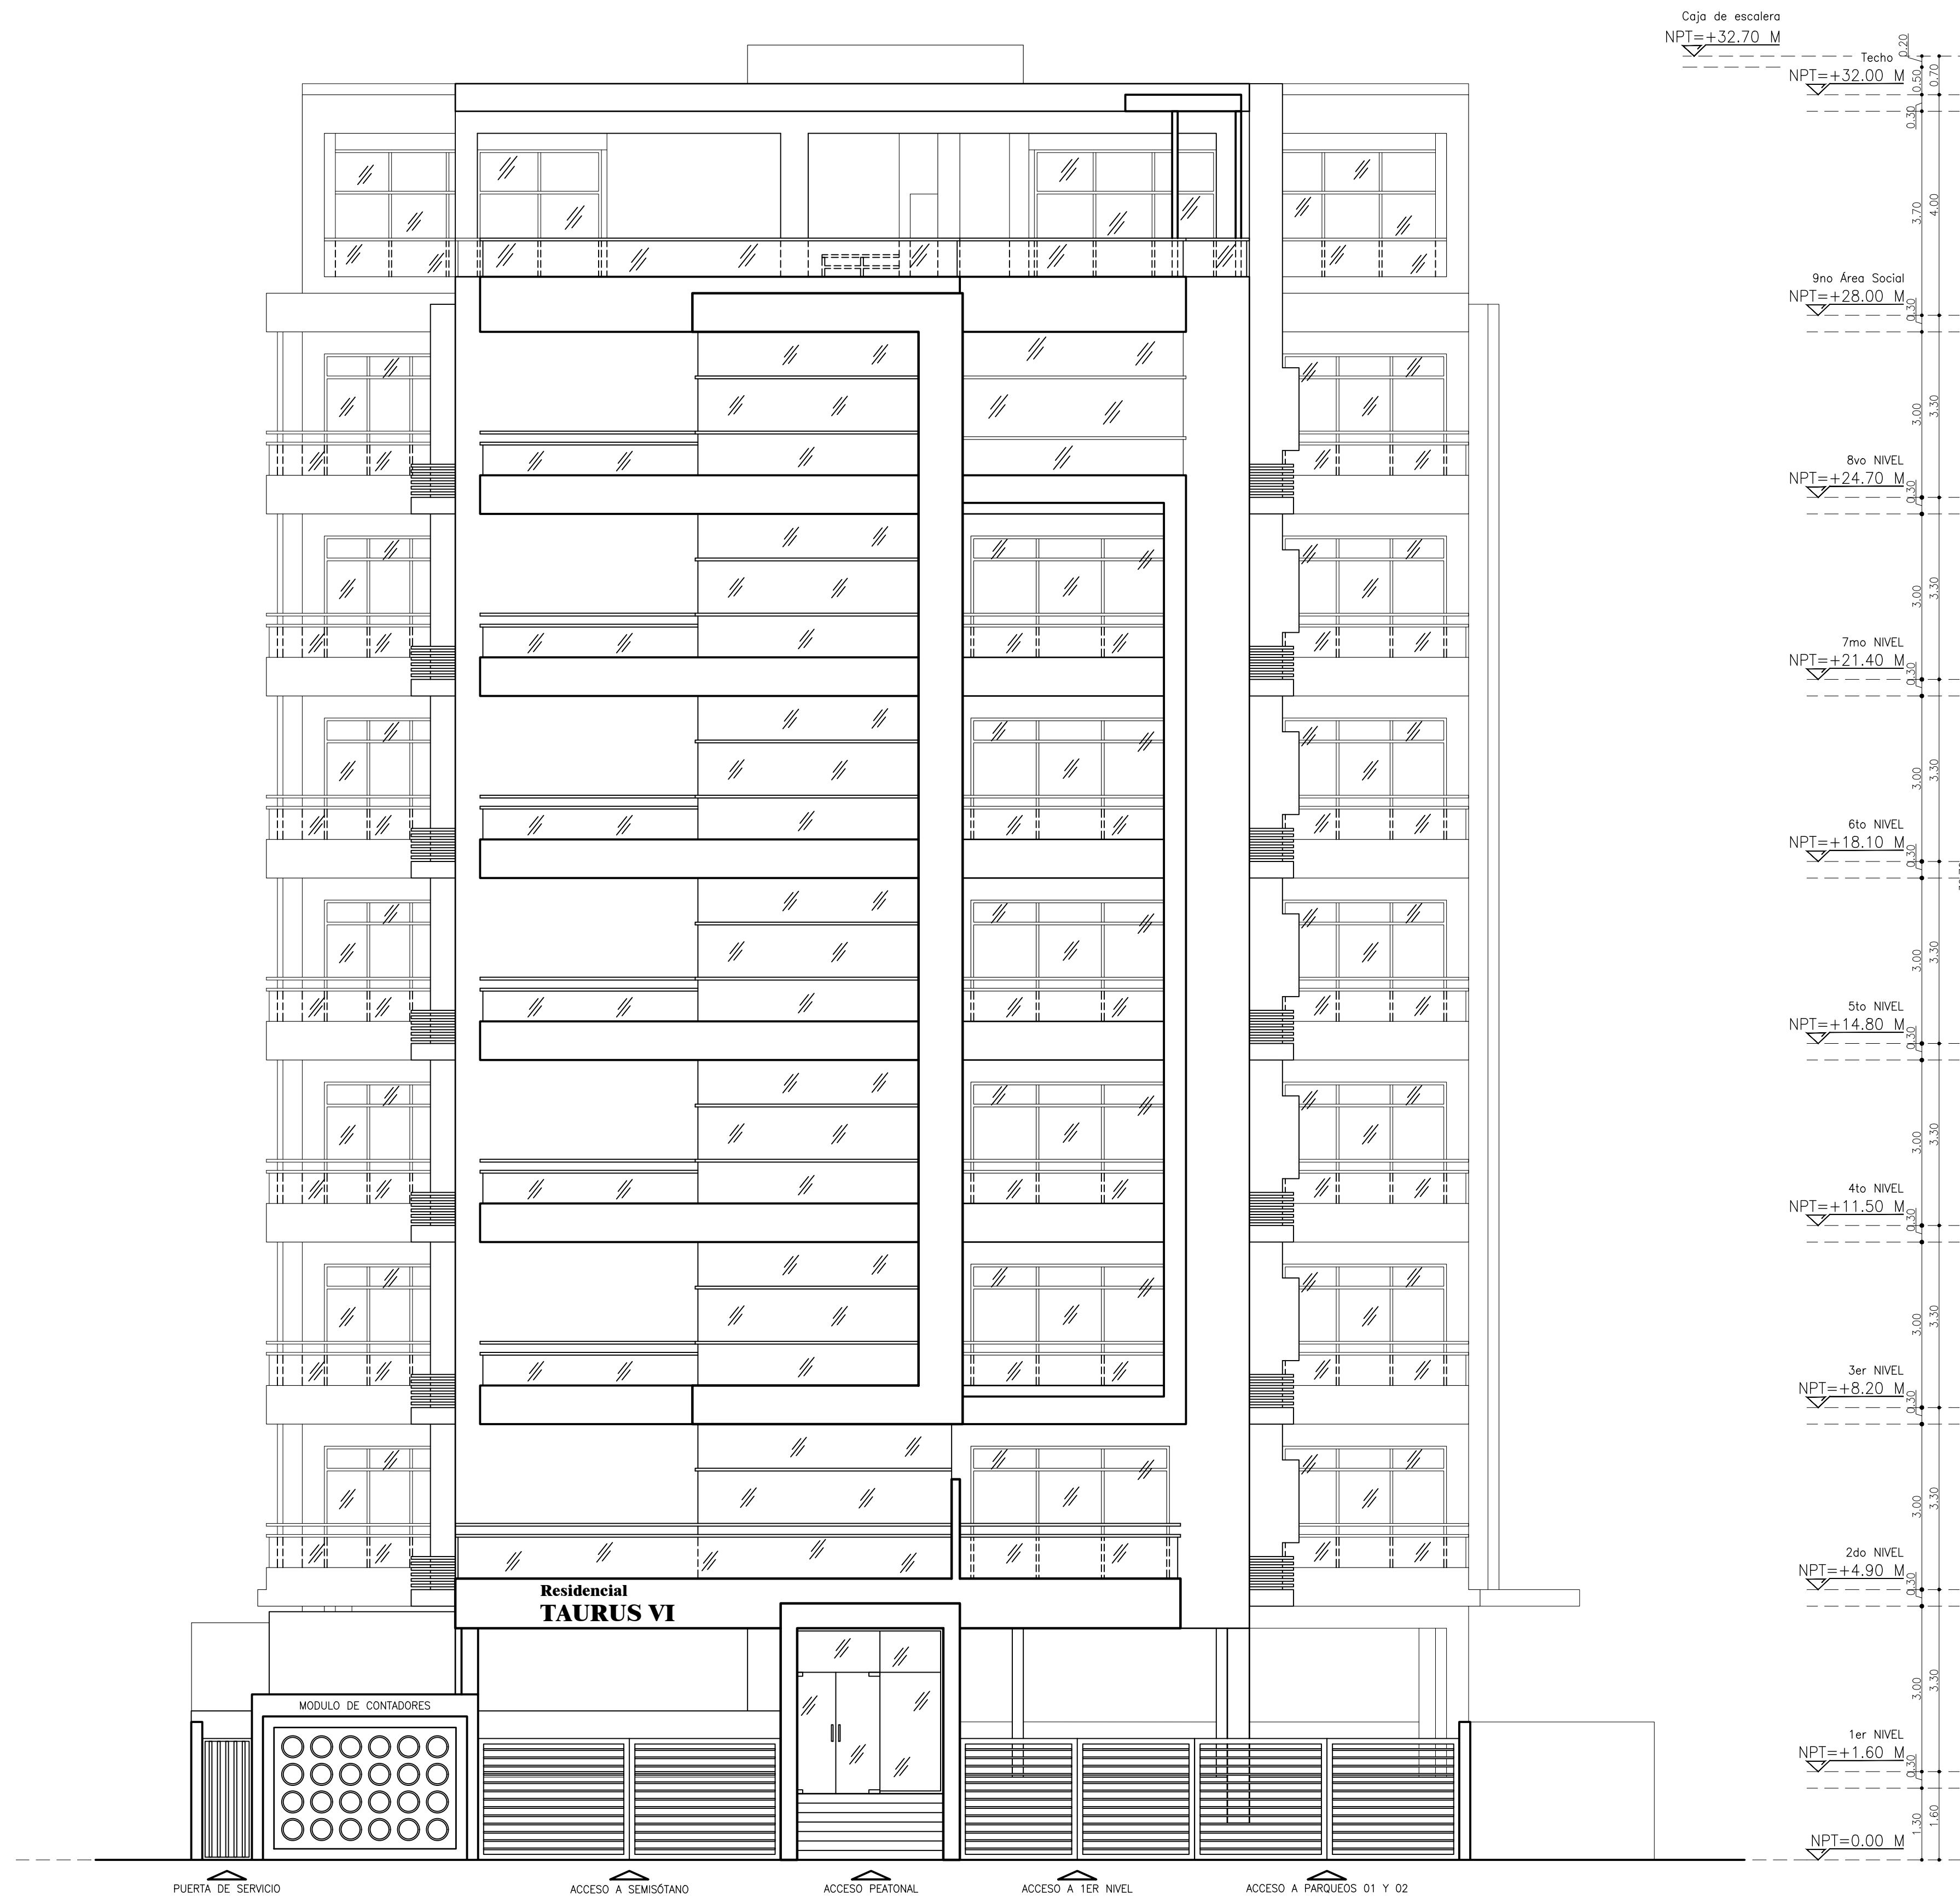 Caja de escalera
NPT=+32.70 M
0.20
Techo
NPT=+32.00 M
0.50
0.70
0.30
3.70
4.00
9no Área Social
NPT=+28.00 M
0.30
3.00
3.30
8vo NIVEL
NPT=+24.70 M
0.30
3.00
3.30
7mo NIVEL
NPT=+21.40 M
0.30
3.00
3.30
6to NIVEL
NPT=+18.10 M
0.30
3.00
3.30
5to NIVEL
NPT=+14.80 M
0.30
3.00
3.30
4to NIVEL
NPT=+11.50 M
0.30
3.00
3.30
3er NIVEL
NPT=+8.20 M
0.30
3.00
3.30
2do NIVEL
NPT=+4.90 M
0.30
Residencial
TAURUS VI
3.00
3.30
MODULO DE CONTADORES
1er NIVEL
NPT=+1.60 M
0.30
1.30
1.60
NPT=0.00 M
PUERTA DE SERVICIO
ACCESO A SEMISÓTANO
ACCESO PEATONAL
ACCESO A 1ER NIVEL
ACCESO A PARQUEOS 01 Y 02